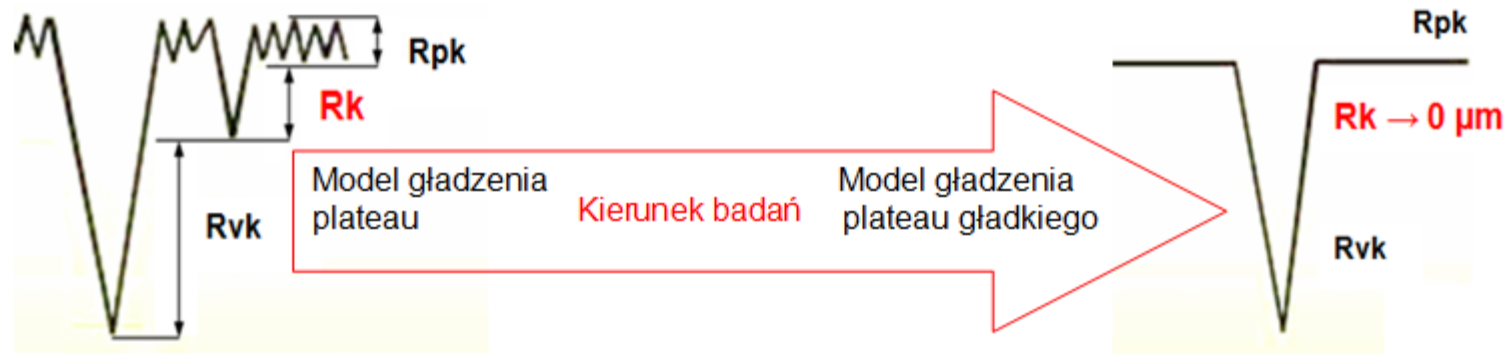 Rpk
Rk
Rvk
Model gładzenia
plateau
Kierunek badań
Model gładzenia
plateau gładkiego
Rpk
Rk → 0 µm
Rvk